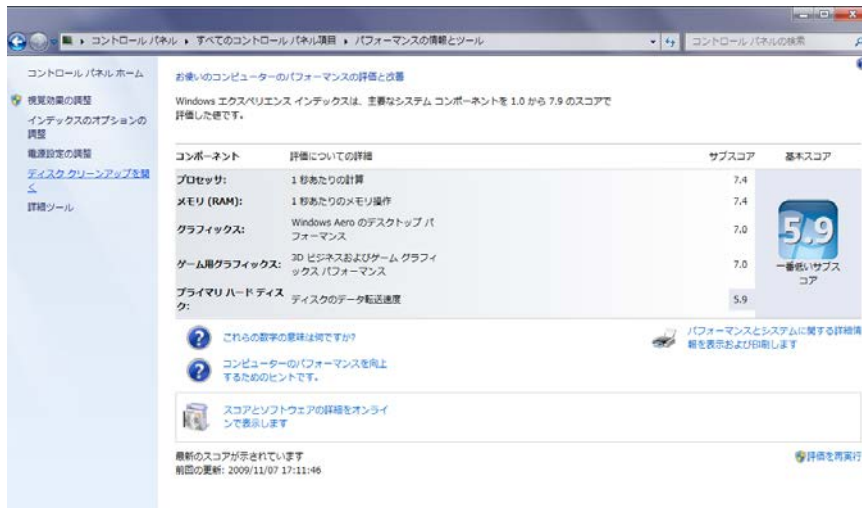 コントロール パネル ▸ すべてのコントロール パネル項目 ▸ パフォーマンスの情報とツール
コントロール パネルの検索
コントロール パネル ホーム
視覚効果の調整
インデックスのオプションの
調整
電源設定の調整
ディスク クリーンアップを開
く
詳細ツール
お使いのコンピューターのパフォーマンスの評価と改善
Windows エクスペリエンス インデックスは、主要なシステム コンポーネントを 1.0 から 7.9 のスコアで
評価した値です。
コンポーネント 評価についての詳細 サブスコア 基本スコア
プロセッサ: 1 秒あたりの計算 7.4
メモリ (RAM): 1 秒あたりのメモリ操作 7.4
グラフィックス: Windows Aero のデスクトップ パ
フォーマンス 7.0
ゲーム用グラフィックス: 3D ビジネスおよびゲーム グラフィ
ックス パフォーマンス 7.0
プライマリ ハード ディス
ク: ディスクのデータ転送速度 5.9
5.9
一番低いサブス
コア
これらの数字の意味は何ですか?
コンピューターのパフォーマンスを向上
するためのヒントです。
パフォーマンスとシステムに関する詳細情
報を表示および印刷します
スコアとソフトウェアの詳細をオンライ
ンで表示します
最新のスコアが示されています
前回の更新: 2009/11/07 17:11:46
評価を再実行